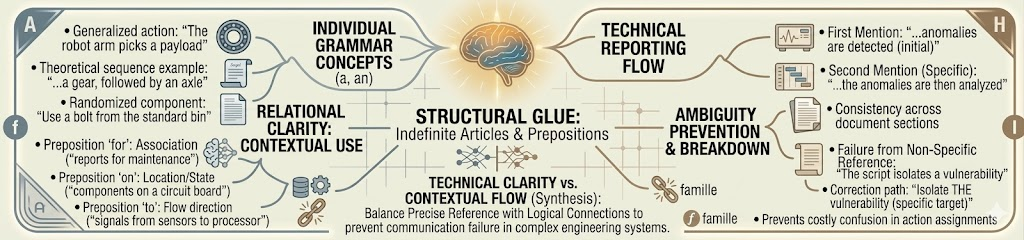 A
• Generalized action: "The
robot arm picks a payload"
• Theoretical sequence example:
"...a gear, followed by an axle"
• Randomized component:
"Use a bolt from the standard bin"
f
Preposition 'for': Association
("reports for maintenance")
• Preposition 'on': Location/State
("components on a circuit board")
• Preposition 'to': Flow direction
("signals from sensors to processor")
A
INDIVIDUAL
GRAMMAR
CONCEPTS
(a, an)
RELATIONAL
CLARITY:
CONTEXTUAL USE
STRUCTURAL GLUE:
Indefinite Articles & Prepositions
TECHNICAL CLARITY vs.
CONTEXTUAL FLOW (Synthesis):
Balance Precise Reference with Logical Connections to
prevent communication failure in complex engineering systems.
TECHNICAL
REPORTING
FLOW
AMBIGUITY
PREVENTION
& BREAKDOWN
famille
f famille
H
• First Mention: "...anomalies
are detected (initial)"
• Second Mention (Specific):
"...the anomalies are then analyzed"
• Consistency across
document sections
I
• Failure from Non-Specific
Reference:
"The script isolates a vulnerability"
• Correction path: "Isolate THE
vulnerability (specific target)"
• Prevents costly confusion in action assignments